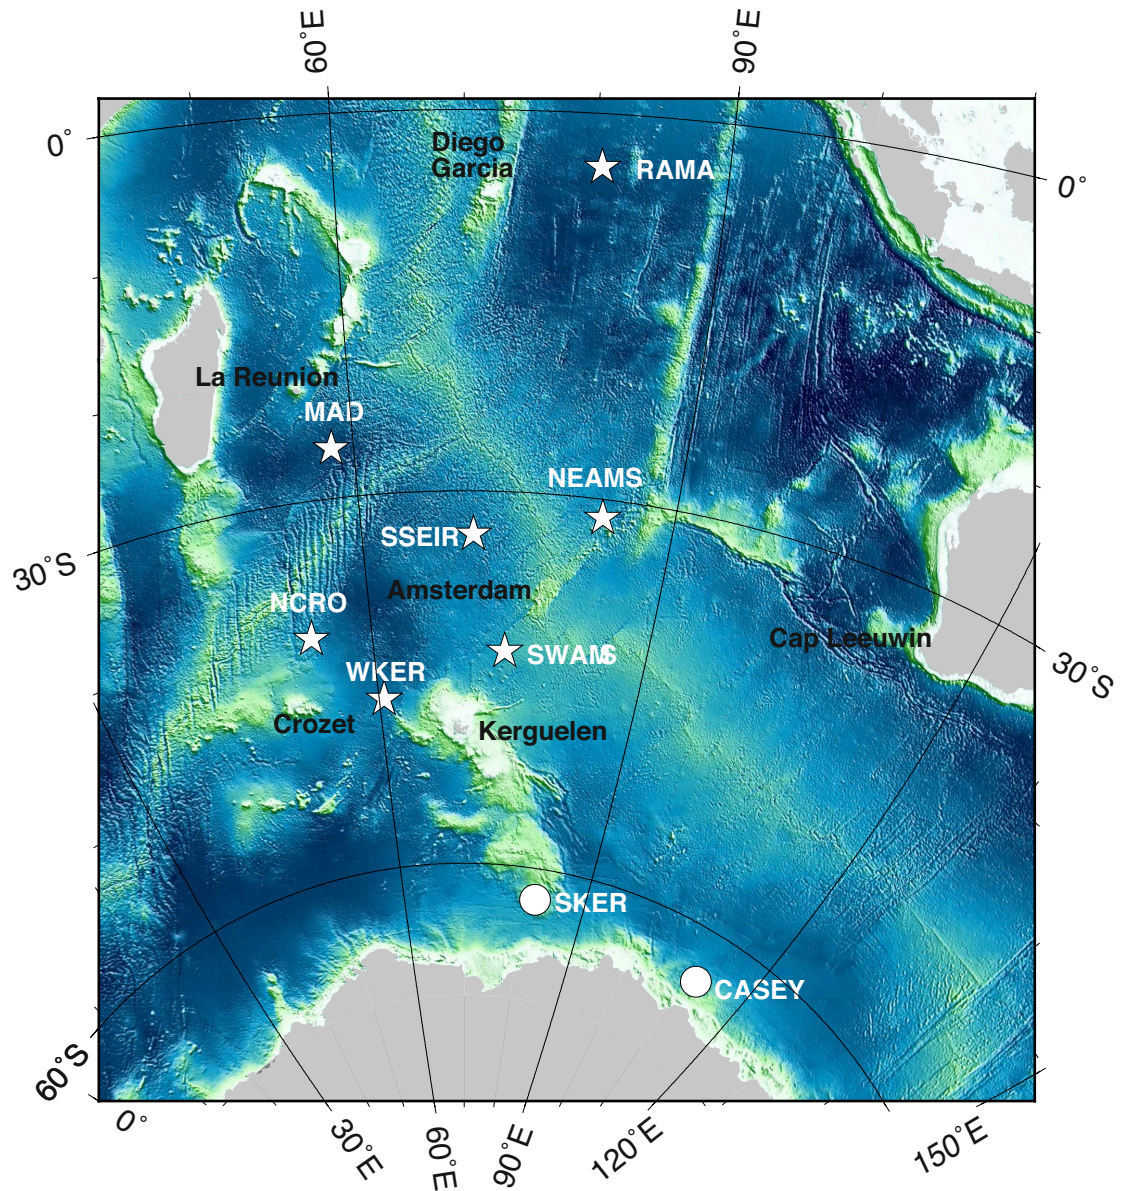 60°E
90°E
0°
Diego
Garcia
RAMA
0°
La Reunion
MAD
NEAMS
SSEIR
30°S
Amsterdam
NCRO
Cap Leeuwin
SWAMS
30°S
WKER
Crozet
Kerguelen
SKER
CASEY
60°S
0°
30°E
60°E
90°E
120°E
150°E